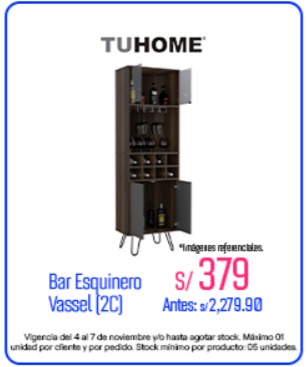 TUHOME
*Imágenes referenciales.
Bar Esquinero
Vassel (2C)
S/ 379
Antes: s/2,279.90
Vigencia del 4 al 7 de noviembre y/o hasta agotar stock. Máximo 01
unidad por cliente y por pedido. Stock mínimo por producto: 05 unidades.